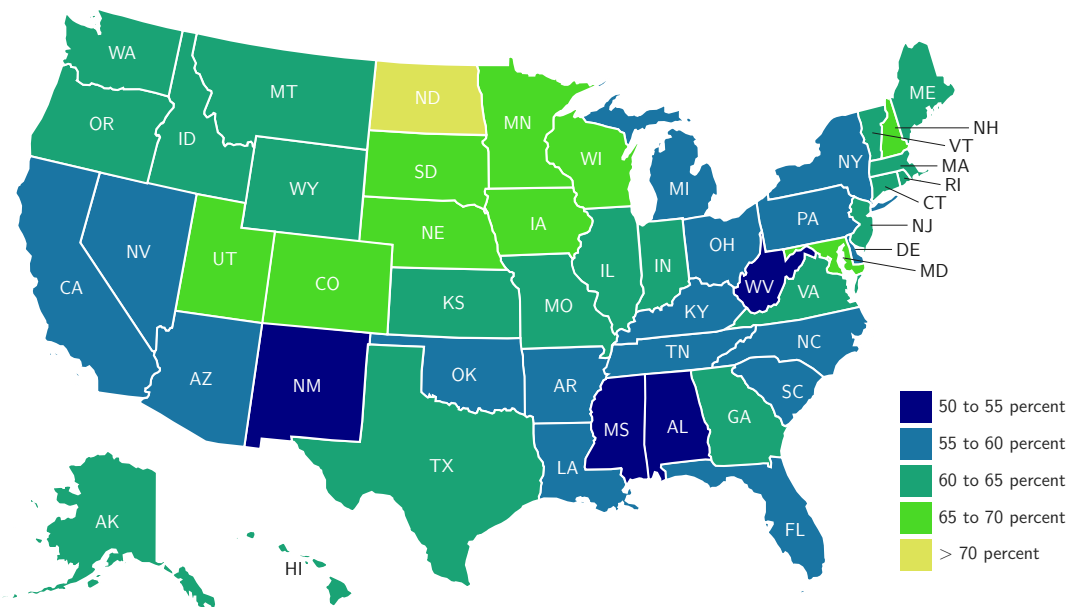 WA
ME
MT
ND
OR
MN
NH
ID
VT
WI
NY
MA
SD
RI
WY
MI
CT
PA
NE
IA
NJ
OH
NV
DE
UT
IN
IL
MD
CO
CA
WV
VA
KS
MO
KY
NC
TN
OK
AZ
NM
AR
SC
50 to 55 percent
GA
MS
AL
55 to 60 percent
TX
LA
60 to 65 percent
AK
65 to 70 percent
FL
> 70 percent
HI